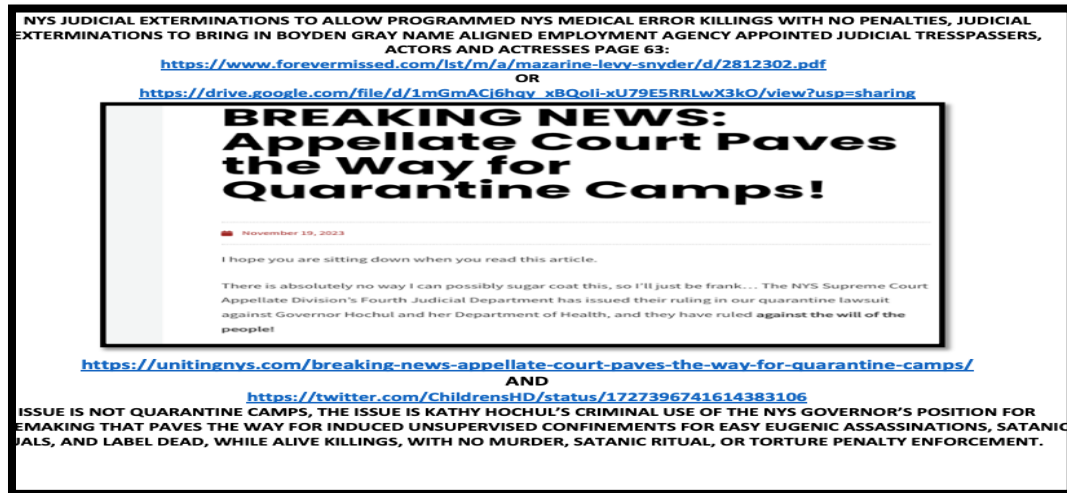 NYS JUDICIAL EXTERMINATIONS TO ALLOW PROGRAMMED NYS MEDICAL ERROR KILLINGS WITH NO PENALTIES, JUDICIAL
EXTERMINATIONS TO BRING IN BOYDEN GRAY NAME ALIGNED EMPLOYMENT AGENCY APPOINTED JUDICIAL TRESSPASSERS,
ACTORS AND ACTRESSES PAGE 63:
https://www.forevermissed.com/lst/m/a/mazarine-levy-snyder/d/2812302.pdf
OR
https://drive.google.com/file/d/1mGmACj6hqy_xBQoIi-xU79E5RRLwX3kO/view?usp=sharing
BREAKING NEWS:
Appellate Court Paves
the Way for
Quarantine Camps!
November 19, 2023
I hope you are sitting down when you read this article.
There is absolutely no way I can possibly sugar coat this, so I'll just be frank... The NYS Supreme Court
Appellate Division's Fourth Judicial Department has issued their ruling in our quarantine lawsuit
against Governor Hochul and her Department of Health, and they have ruled against the will of the
people!
https://unitingnys.com/breaking-news-appellate-court-paves-the-way-for-quarantine-camps/
AND
https://twitter.com/ChildrensHD/status/1727396741614383106
ISSUE IS NOT QUARANTINE CAMPS, THE ISSUE IS KATHY HOCHUL'S CRIMINAL USE OF THE NYS GOVERNOR'S POSITION FOR
EMAKING THAT PAVES THE WAY FOR INDUCED UNSUPERVISED CONFINEMENTS FOR EASY EUGENIC ASSASSINATIONS, SATANIC
UALS, AND LABEL DEAD, WHILE ALIVE KILLINGS, WITH NO MURDER, SATANIC RITUAL, OR TORTURE PENALTY ENFORCEMENT.